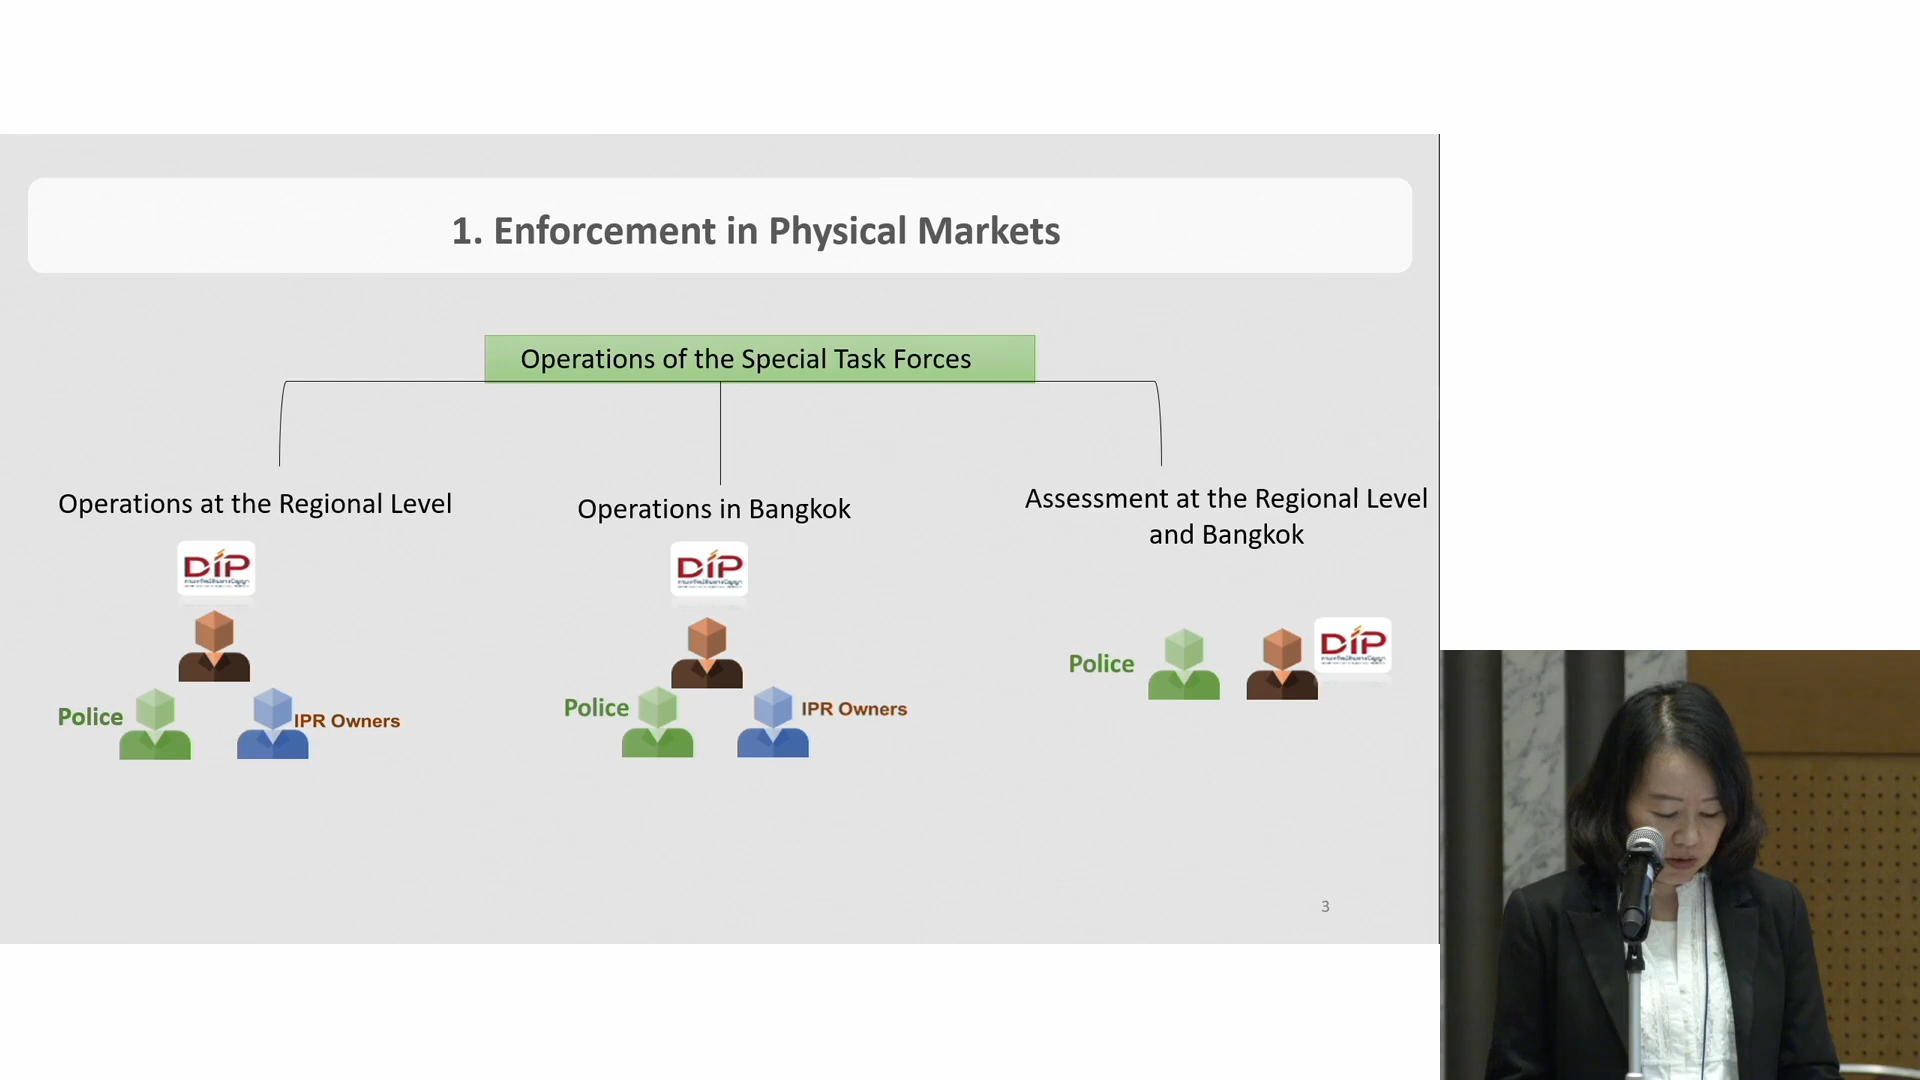 1. Enforcement in Physical Markets
Operations of the Special Task Forces
Operations at the Regional Level
DIP
Police
IPR Owners
Operations in Bangkok
DIP
Police
IPR Owners
Assessment at the Regional Level
and Bangkok
Police
DIP
3